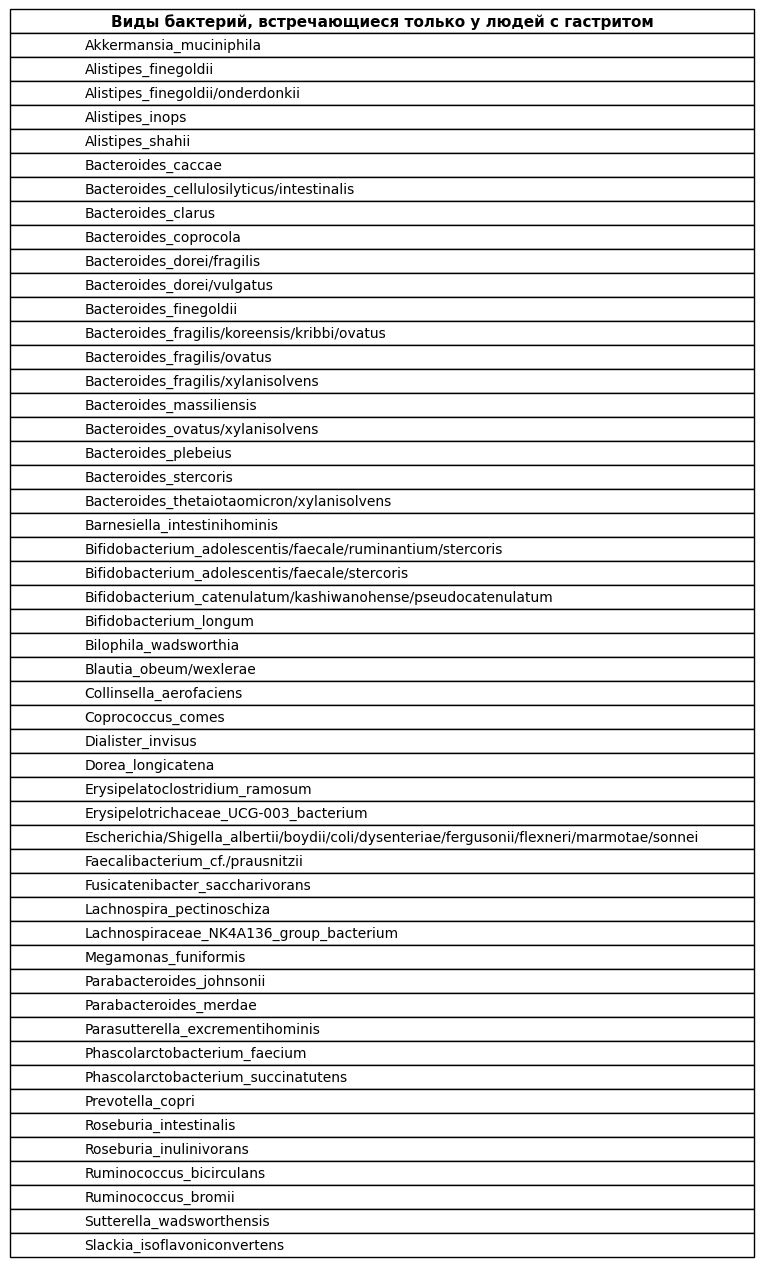 Виды бактерий, встречающиеся только у людей с гастритом
Akkermansia_muciniphila
Alistipes_finegoldii
Alistipes_finegoldii/onderdonkii
Alistipes_inops
Alistipes_shahii
Bacteroides_caccae
Bacteroides_cellulosilyticus/intestinalis
Bacteroides_clarus
Bacteroides_coprocola
Bacteroides_dorei/fragilis
Bacteroides_dorei/vulgatus
Bacteroides_finegoldii
Bacteroides_fragilis/koreensis/kribbi/ovatus
Bacteroides_fragilis/ovatus
Bacteroides_fragilis/xylanisolvens
Bacteroides_massiliensis
Bacteroides_ovatus/xylanisolvens
Bacteroides_plebeius
Bacteroides_stercoris
Bacteroides_thetaiotaomicron/xylanisolvens
Barnesiella_intestinihominis
Bifidobacterium_adolescentis/faecale/ruminantium/stercoris
Bifidobacterium_adolescentis/faecale/stercoris
Bifidobacterium_catenulatum/kashiwanohense/pseudocatenulatum
Bifidobacterium_longum
Bilophila_wadsworthia
Blautia_obeum/wexlerae
Collinsella_aerofaciens
Coprococcus_comes
Dialister_invisus
Dorea_longicatena
Erysipelatoclostridium_ramosum
Erysipelotrichaceae_UCG-003_bacterium
Escherichia/Shigella_albertii/boydii/coli/dysenteriae/fergusonii/flexneri/marmotae/sonnei
Faecalibacterium_cf./prausnitzii
Fusicatenibacter_saccharivorans
Lachnospira_pectinoschiza
Lachnospiraceae_NK4A136_group_bacterium
Megamonas_funiformis
Parabacteroides_johnsonii
Parabacteroides_merdae
Parasutterella_excrementihominis
Phascolarctobacterium_faecium
Phascolarctobacterium_succinatutens
Prevotella_copri
Roseburia_intestinalis
Roseburia_inulinivorans
Ruminococcus_bicirculans
Ruminococcus_bromii
Sutterella_wadsworthensis
Slackia_isoflavoniconvertens